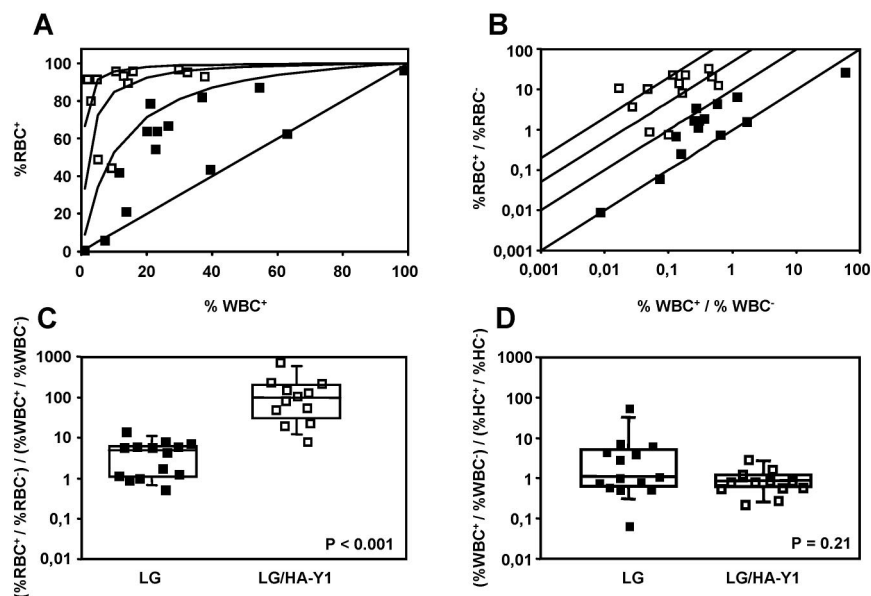 A
100
80
60
40
20
0
%RBC⁺
0 20 40 60 80 100
% WBC⁺
B
100
10
1
0,1
0,01
0,001
%RBC⁺ / %RBC⁻
0,001 0,01 0,1 1 10 100
% WBC⁺ / % WBC⁻
C
1000
100
10
1
0,1
0,01
(%RBC⁺ / %RBC⁻) / (%WBC⁺ / %WBC⁻)
P < 0.001
LG LG/HA-Y1
D
1000
100
10
1
0,1
0,01
(%WBC⁺ / %WBC⁻) / (%HC⁺ / %HC⁻)
P = 0.21
LG LG/HA-Y1